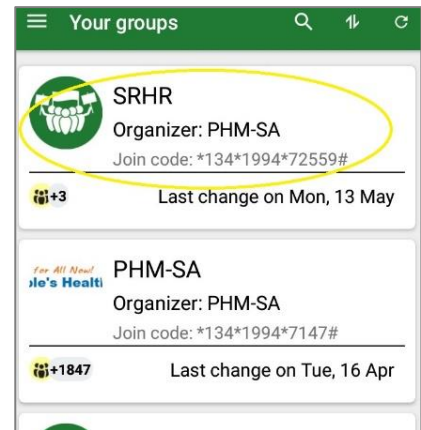 Your groups
SRHR
Organizer: PHM-SA
Join code: *134*1994*72559#
+3
Last change on Mon, 13 May
for All Now!
ple's Healt
PHM-SA
Organizer: PHM-SA
Join code: *134*1994*7147#
+1847
Last change on Tue, 16 Apr